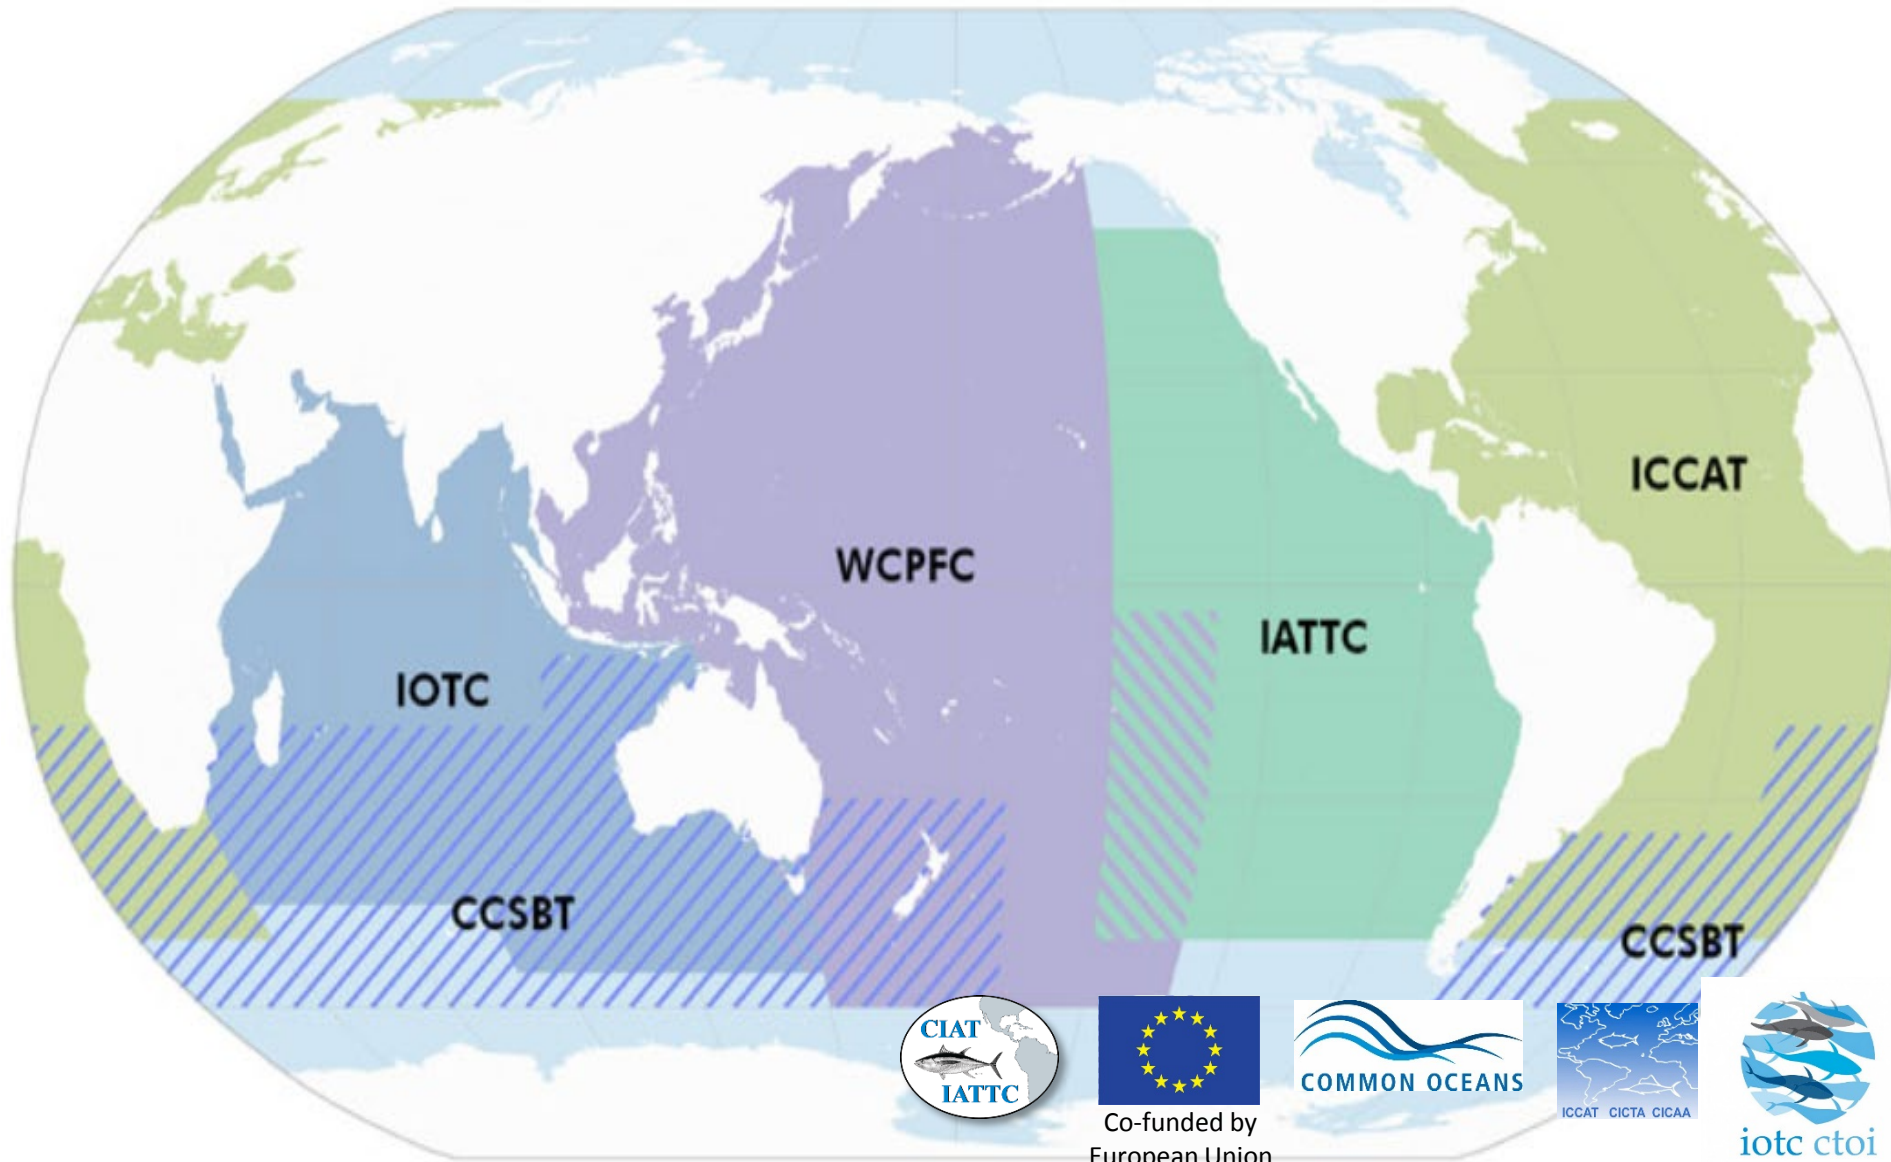 ICCAT
WCPFC
IATTC
IOTC
CCSBT
CCSBT
CIAT
IATTC
COMMON OCEANS
ICCAT CICTA CICAA
Co-funded by
European Union
iotc ctoi